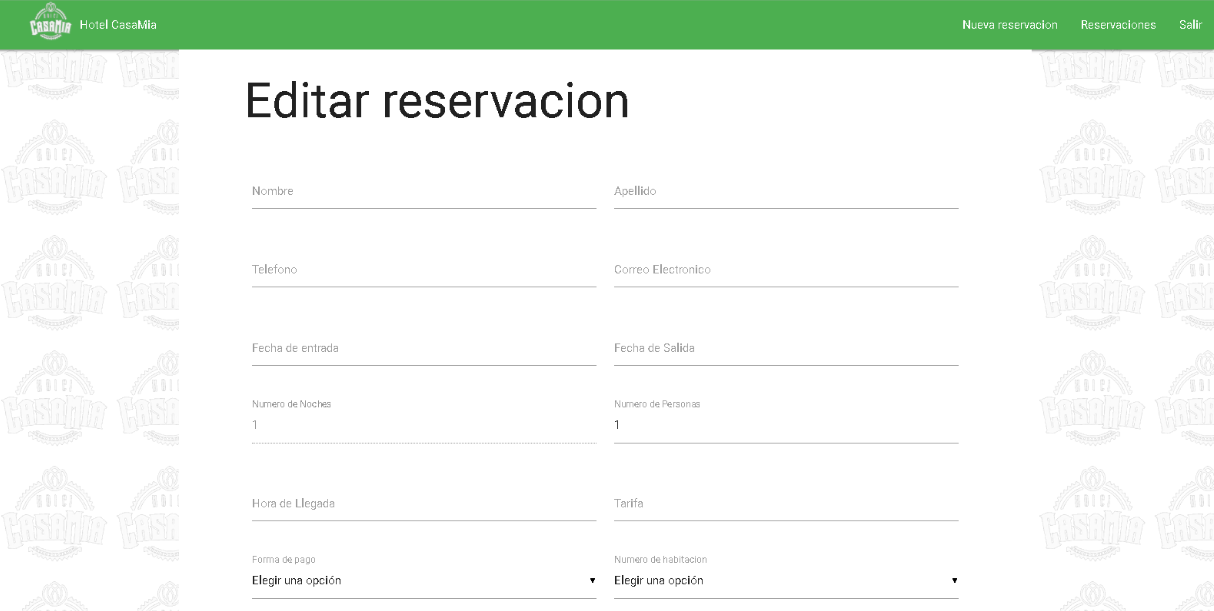 HOTEL
CASAMIA
Hotel CasaMia
Nueva reservacion
Reservaciones
Salir
Editar reservacion
Nombre
Apellido
Telefono
Correo Electronico
Fecha de entrada
Fecha de Salida
Numero de Noches
Numero de Personas
1
1
Hora de Llegada
Tarifa
Forma de pago
Numero de habitacion
Elegir una opción
Elegir una opción